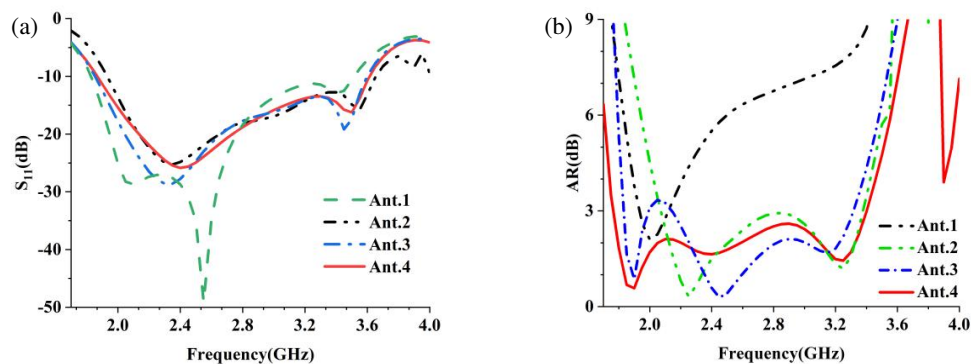 (a)
0
-10
-20
-30
-40
-50
S11(dB)
Ant.1
Ant.2
Ant.3
Ant.4
2.0 2.4 2.8 3.2 3.6 4.0
Frequency(GHz)
(b)
9
6
3
0
AR(dB)
Ant.1
Ant.2
Ant.3
Ant.4
2.0 2.4 2.8 3.2 3.6 4.0
Frequency(GHz)